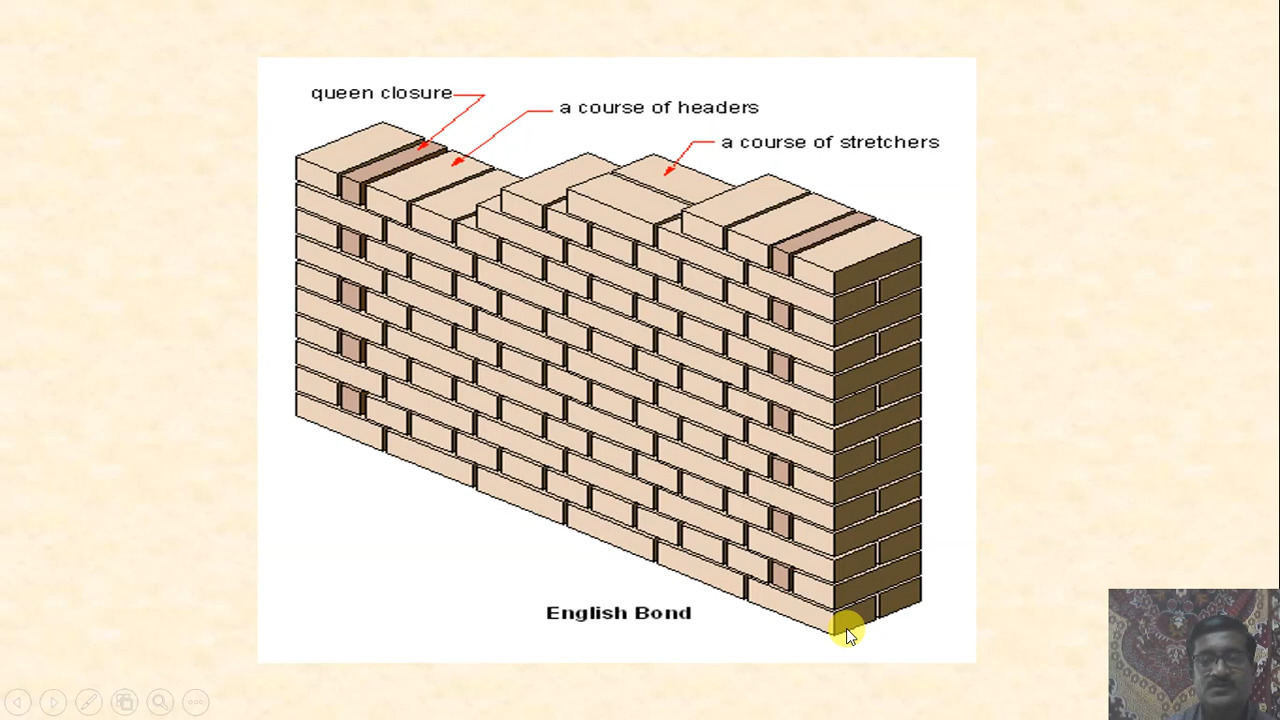 queen closure
a course of headers
a course of stretchers
English Bond